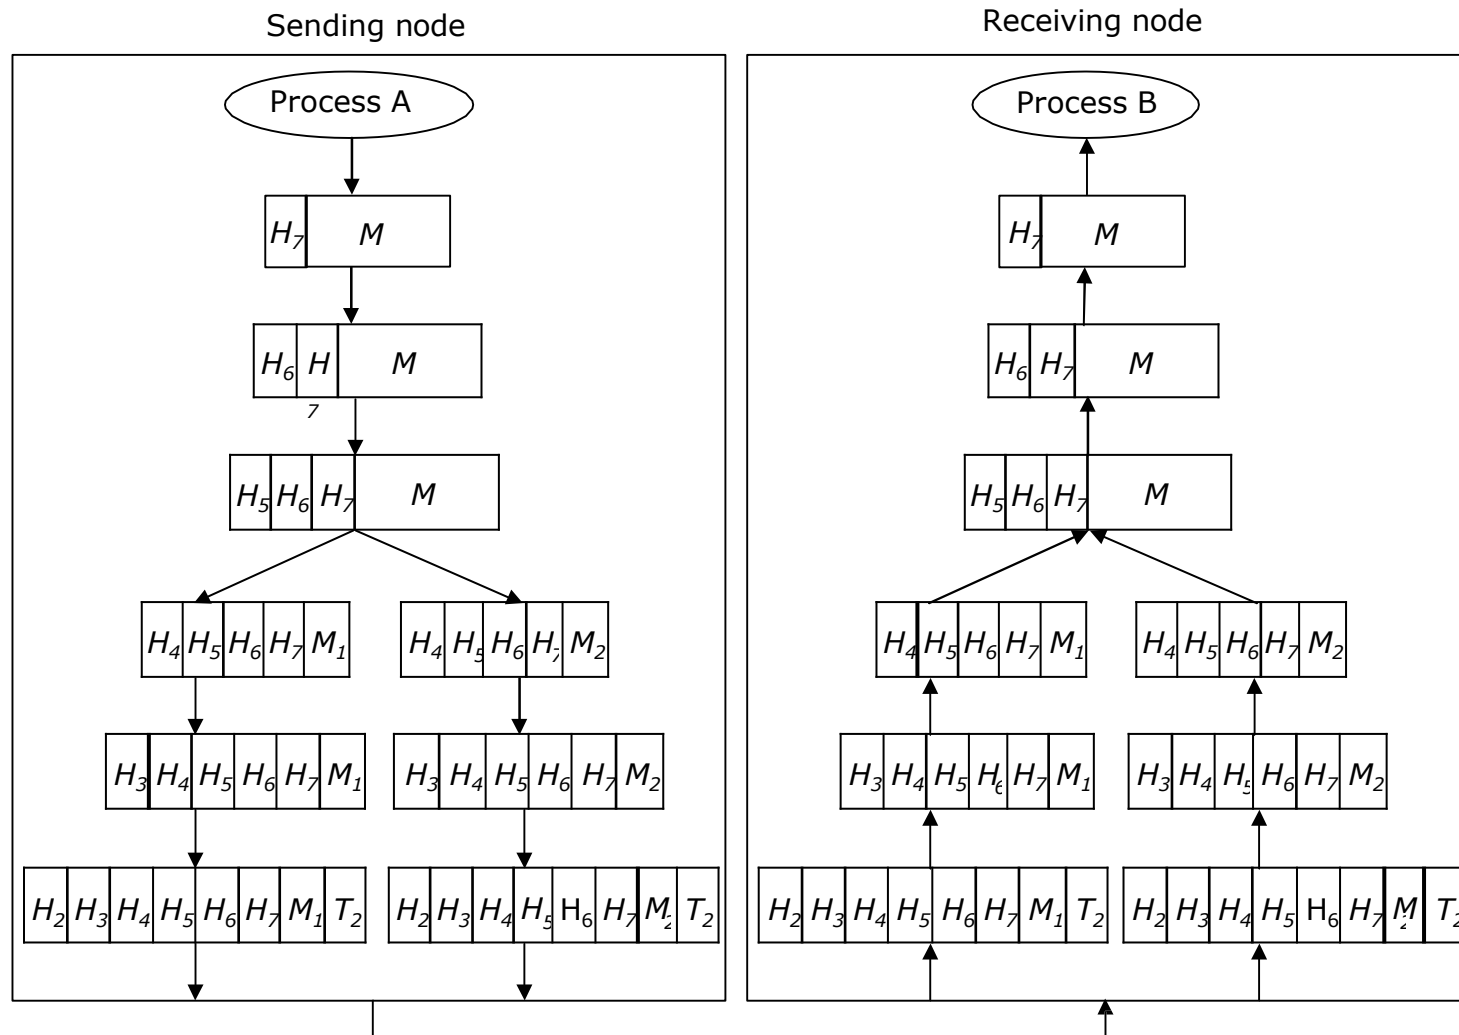 Sending node
Receiving node
Process A
Process B
H7 M
H7 M
H6 H7 M
H6 H7 M
H5 H6 H7 M
H5 H6 H7 M
H4 H5 H6 H7 M1
H4 H5 H6 H7 M2
H4 H5 H6 H7 M1
H4 H5 H6 H7 M2
H3 H4 H5 H6 H7 M1
H3 H4 H5 H6 H7 M2
H3 H4 H5 H6 H7 M1
H3 H4 H5 H6 H7 M2
H2 H3 H4 H5 H6 H7 M1 T2
H2 H3 H4 H5 H6 H7 M2 T2
H2 H3 H4 H5 H6 H7 M1 T2
H2 H3 H4 H5 H6 H7 M2 T2